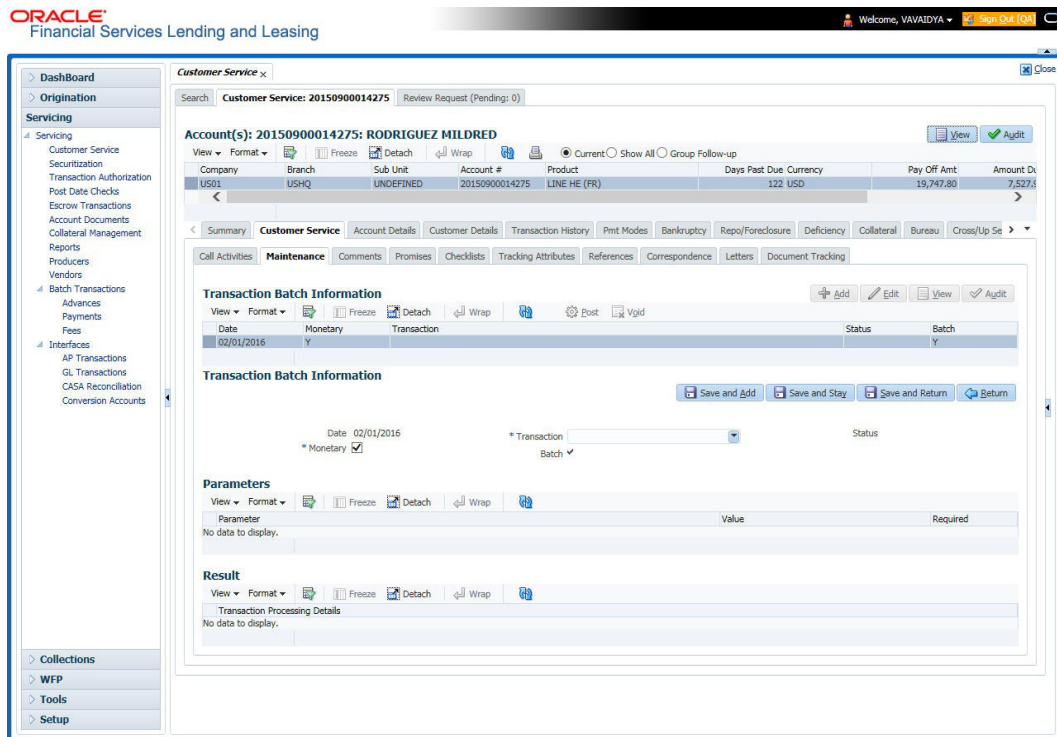 ORACLE®
Financial Services Lending and Leasing
Welcome, VAVAIDYA
Sign Out [QA]
DashBoard
Origination
Servicing
Servicing
Customer Service
Securitization
Transaction Authorization
Post Date Checks
Escrow Transactions
Account Documents
Collateral Management
Reports
Producers
Vendors
Batch Transactions
Advances
Payments
Fees
Interfaces
AP Transactions
GL Transactions
CASA Reconciliation
Conversion Accounts
Collections
WFP
Tools
Setup
Customer Service
Close
Search Customer Service: 20150900014275 Review Request (Pending: 0)
Account(s): 20150900014275: RODRIGUEZ MILDRED
View Audit
View Format Freeze Detach Wrap Current Show All Group Follow-up
Company Branch Sub Unit Account # Product Days Past Due Currency Pay Off Amt Amount Du
US01 USHQ UNDEFINED 20150900014275 LINE HE (FR) 122 USD 19,747.80 7,527.9
Summary Customer Service Account Details Customer Details Transaction History Pmt Modes Bankruptcy Repo/Foreclosure Deficiency Collateral Bureau Cross/Up Se
Call Activities Maintenance Comments Promises Checklists Tracking Attributes References Correspondence Letters Document Tracking
Transaction Batch Information
Add Edit View Audit
View Format Freeze Detach Wrap Post Void
Date Monetary Transaction Status Batch
02/01/2016 Y Y
Transaction Batch Information
Save and Add Save and Stay Save and Return Return
Date 02/01/2016 * Transaction Status
* Monetary Batch
Parameters
View Format Freeze Detach Wrap
Parameter Value Required
No data to display.
Result
View Format Freeze Detach Wrap
Transaction Processing Details
No data to display.